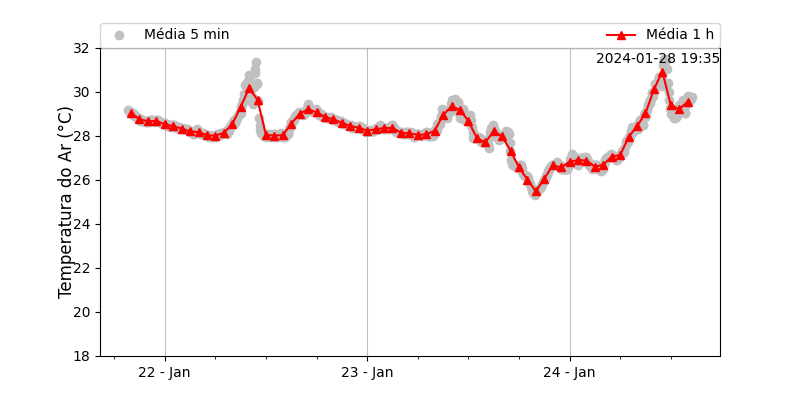 Média 5 min
Média 1 h
2024-01-28 19:35
Temperatura do Ar (°C)
32
30
28
26
24
22
20
18
22 - Jan
23 - Jan
24 - Jan